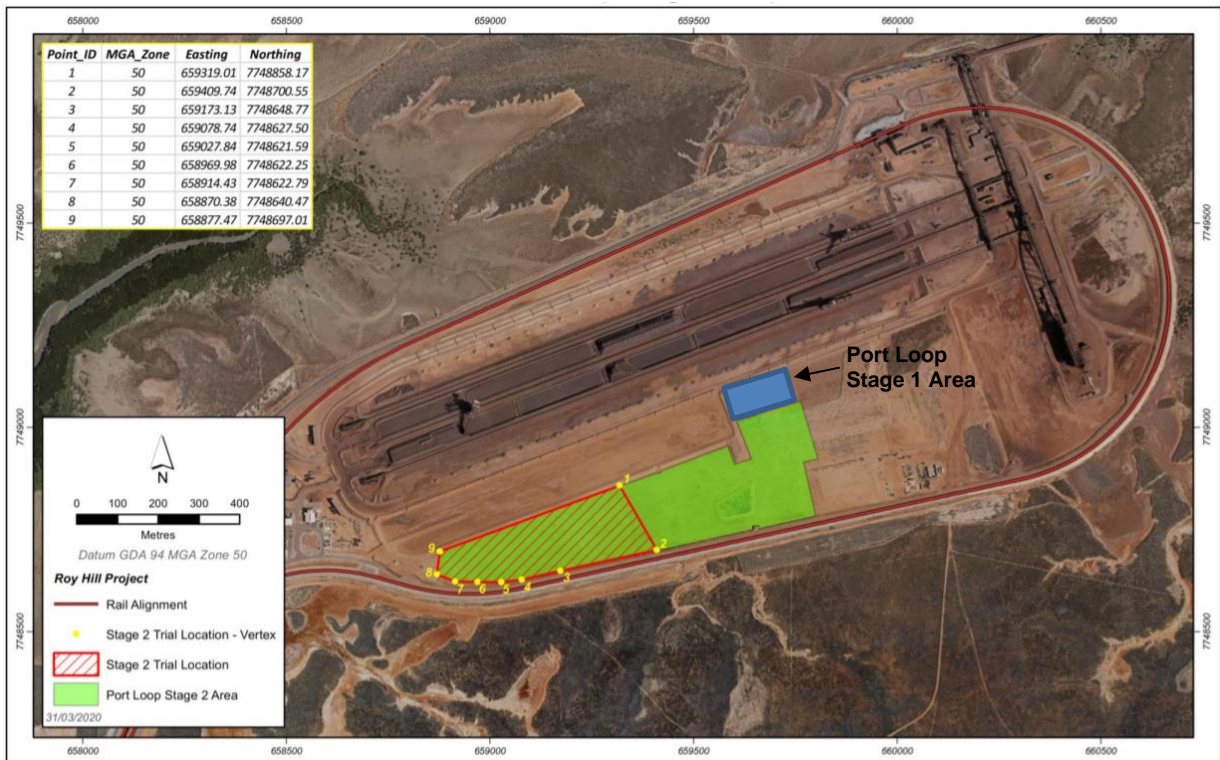 658000 658500 659000 659500 660000 660500
Point_ID MGA_Zone Easting Northing
1 50 659319.01 7748858.17
2 50 659409.74 7748700.55
3 50 659173.13 7748648.77
4 50 659078.74 7748627.50
5 50 659027.84 7748621.59
6 50 658969.98 7748622.25
7 50 658914.43 7748622.79
8 50 658870.38 7748640.47
9 50 658877.47 7748697.01
7749500
7749500
Port Loop
Stage 1 Area
7749000
7749000
1
2
3
4
5
6
7
8
9
N
0 100 200 300 400
Metres
Datum GDA 94 MGA Zone 50
Roy Hill Project
Rail Alignment
Stage 2 Trial Location - Vertex
Stage 2 Trial Location
Port Loop Stage 2 Area
31/03/2020
7748500
7748500
658000 658500 659000 659500 660000 660500